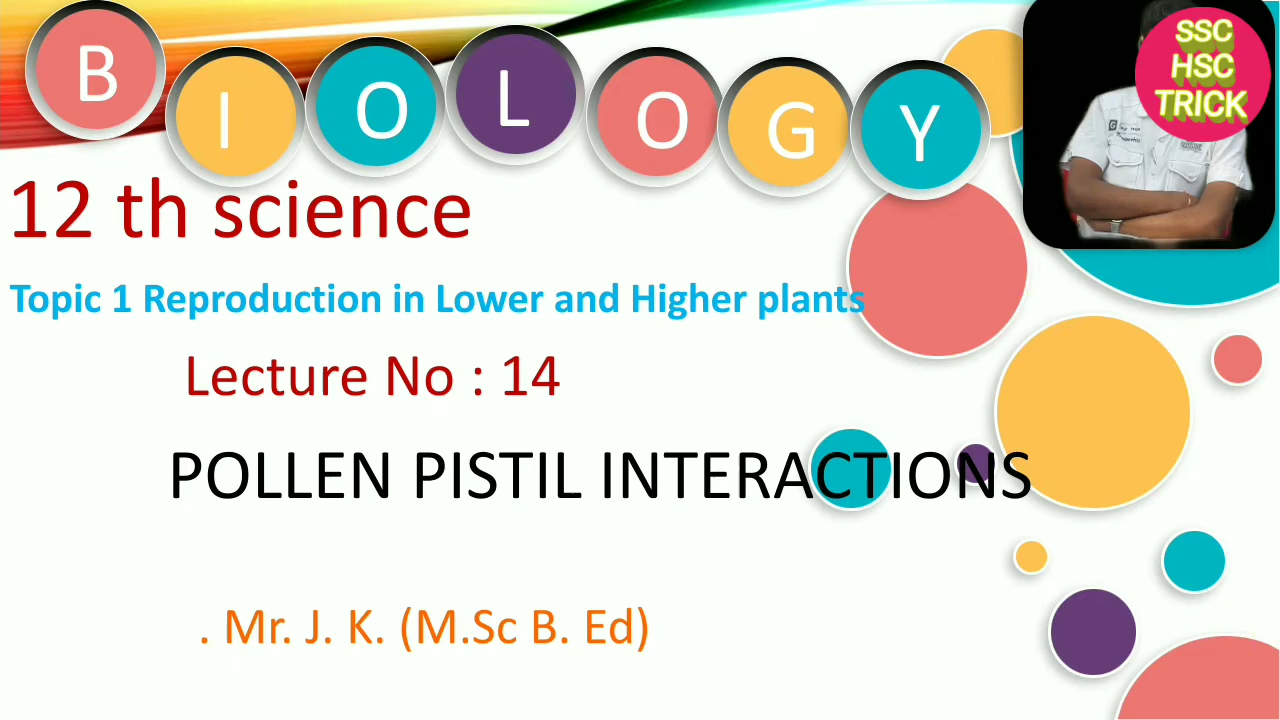 BIOLOGY
SSC
HSC
TRICK
12 th science
Topic 1 Reproduction in Lower and Higher plants
Lecture No : 14
POLLEN PISTIL INTERACTIONS
. Mr. J. K. (M.Sc B. Ed)